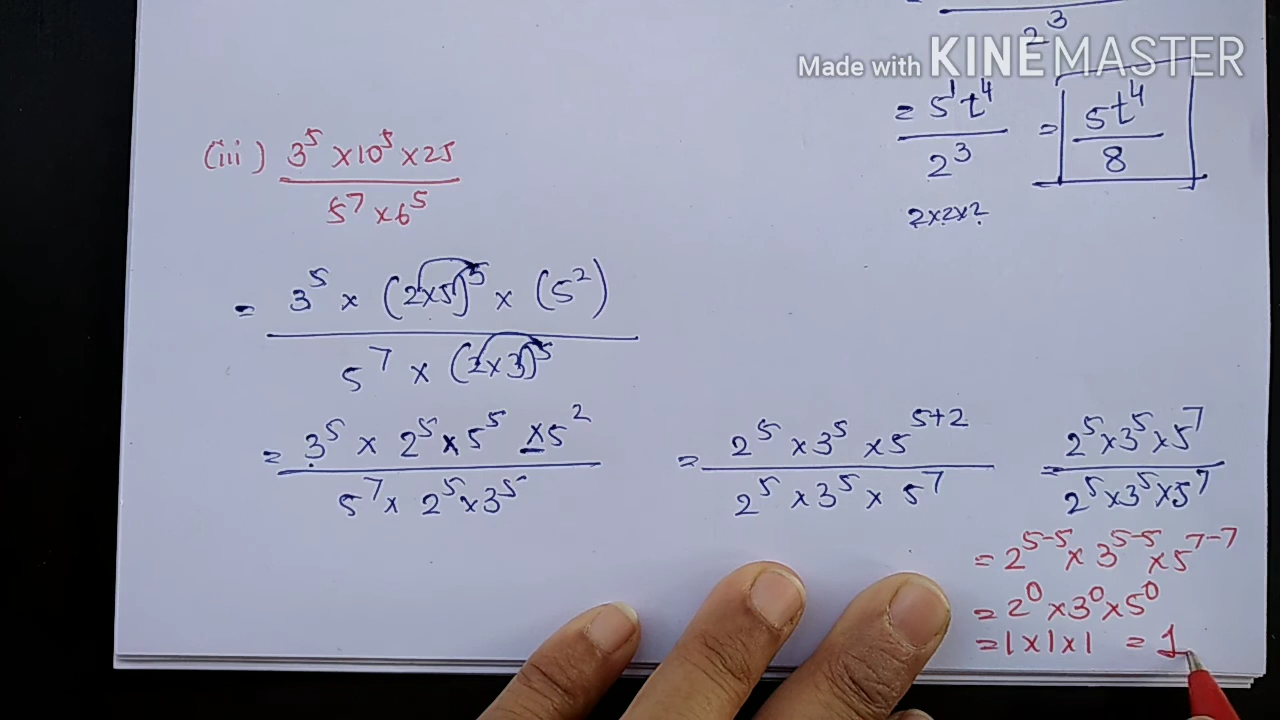 2³
Made with KINEMASTER
= 5¹t⁴ / 2³ = 5t⁴ / 8
2×2×2
(iii) 3⁵ ×10⁵ ×25 / 5⁷ ×6⁵
= 3⁵ × (2×5)⁵ × (5²) / 5⁷ × (2×3)⁵
= 3⁵ × 2⁵ × 5⁵ × 5² / 5⁷ × 2⁵ × 3⁵ = 2⁵ × 3⁵ × 5⁵⁺² / 2⁵ × 3⁵ × 5⁷ = 2⁵×3⁵×5⁷ / 2⁵×3⁵×5⁷
= 2⁵⁻⁵ × 3⁵⁻⁵ × 5⁷⁻⁷
= 2⁰ ×3⁰ ×5⁰
= 1×1×1 = 1